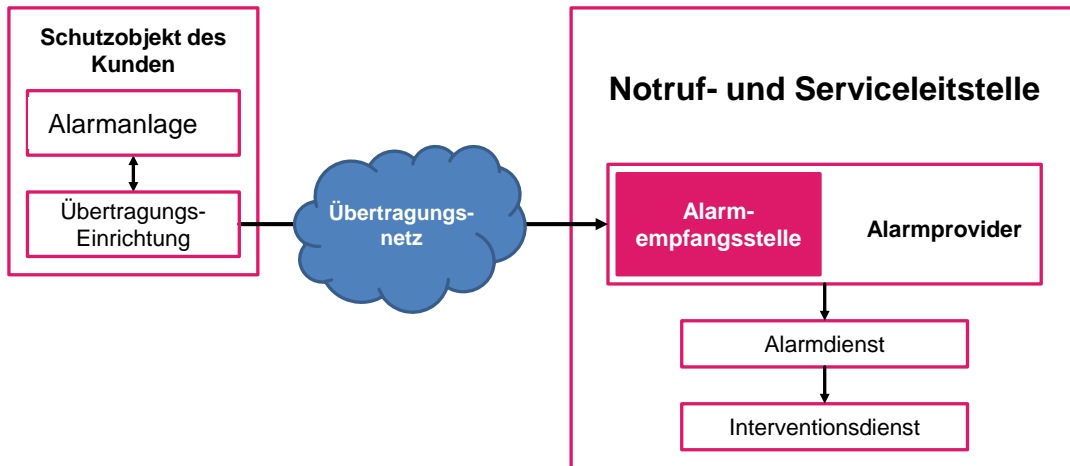 Schutzobjekt des
Kunden
Alarmanlage
Übertragungs-
Einrichtung
Übertragungs-
netz
Notruf- und Serviceleitstelle
Alarm-
empfangsstelle
Alarmprovider
Alarmdienst
Interventionsdienst